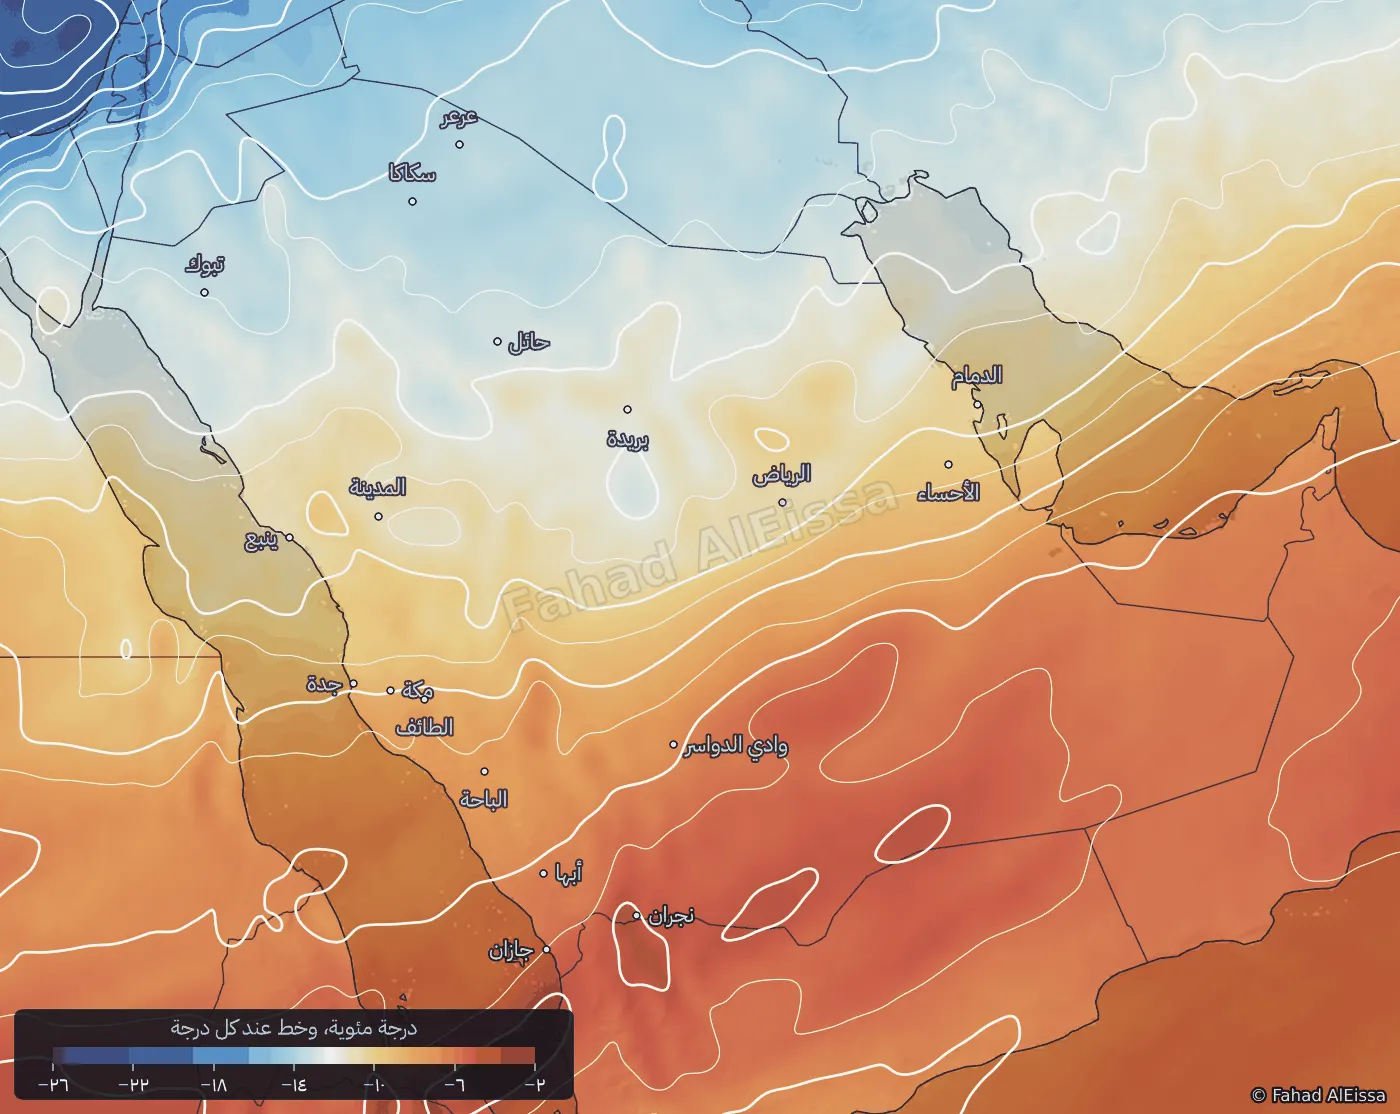 عرعر
سكاكا
تبوك
حائل
الدمام
بريدة
الرياض
المدينة
الأحساء
ينبع
Fahad AlEissa
جدة
مكة
الطائف
وادي الدواسر
الباحة
أبها
نجران
جازان
درجة مئوية، وخط عند كل درجة
−٢٦ −٢٢ −١٨ −١٤ −١٠ −٦ −٢
© Fahad AlEissa